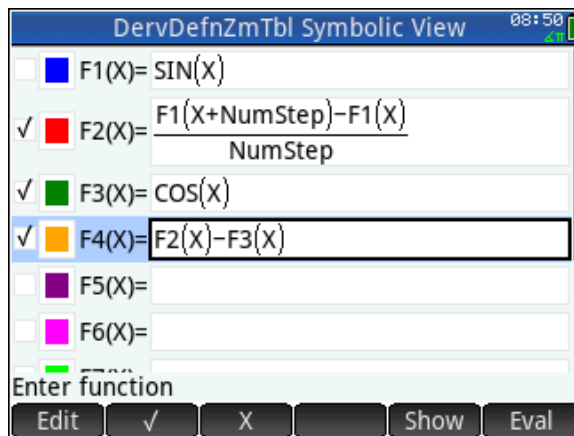 DervDefnZmTbl Symbolic View 08:50
∡π
F1(X)= SIN(X)
√ F2(X)= F1(X+NumStep)-F1(X)
NumStep
√ F3(X)= COS(X)
√ F4(X)= F2(X)-F3(X)
F5(X)=
F6(X)=
Enter function
Edit √ X Show Eval